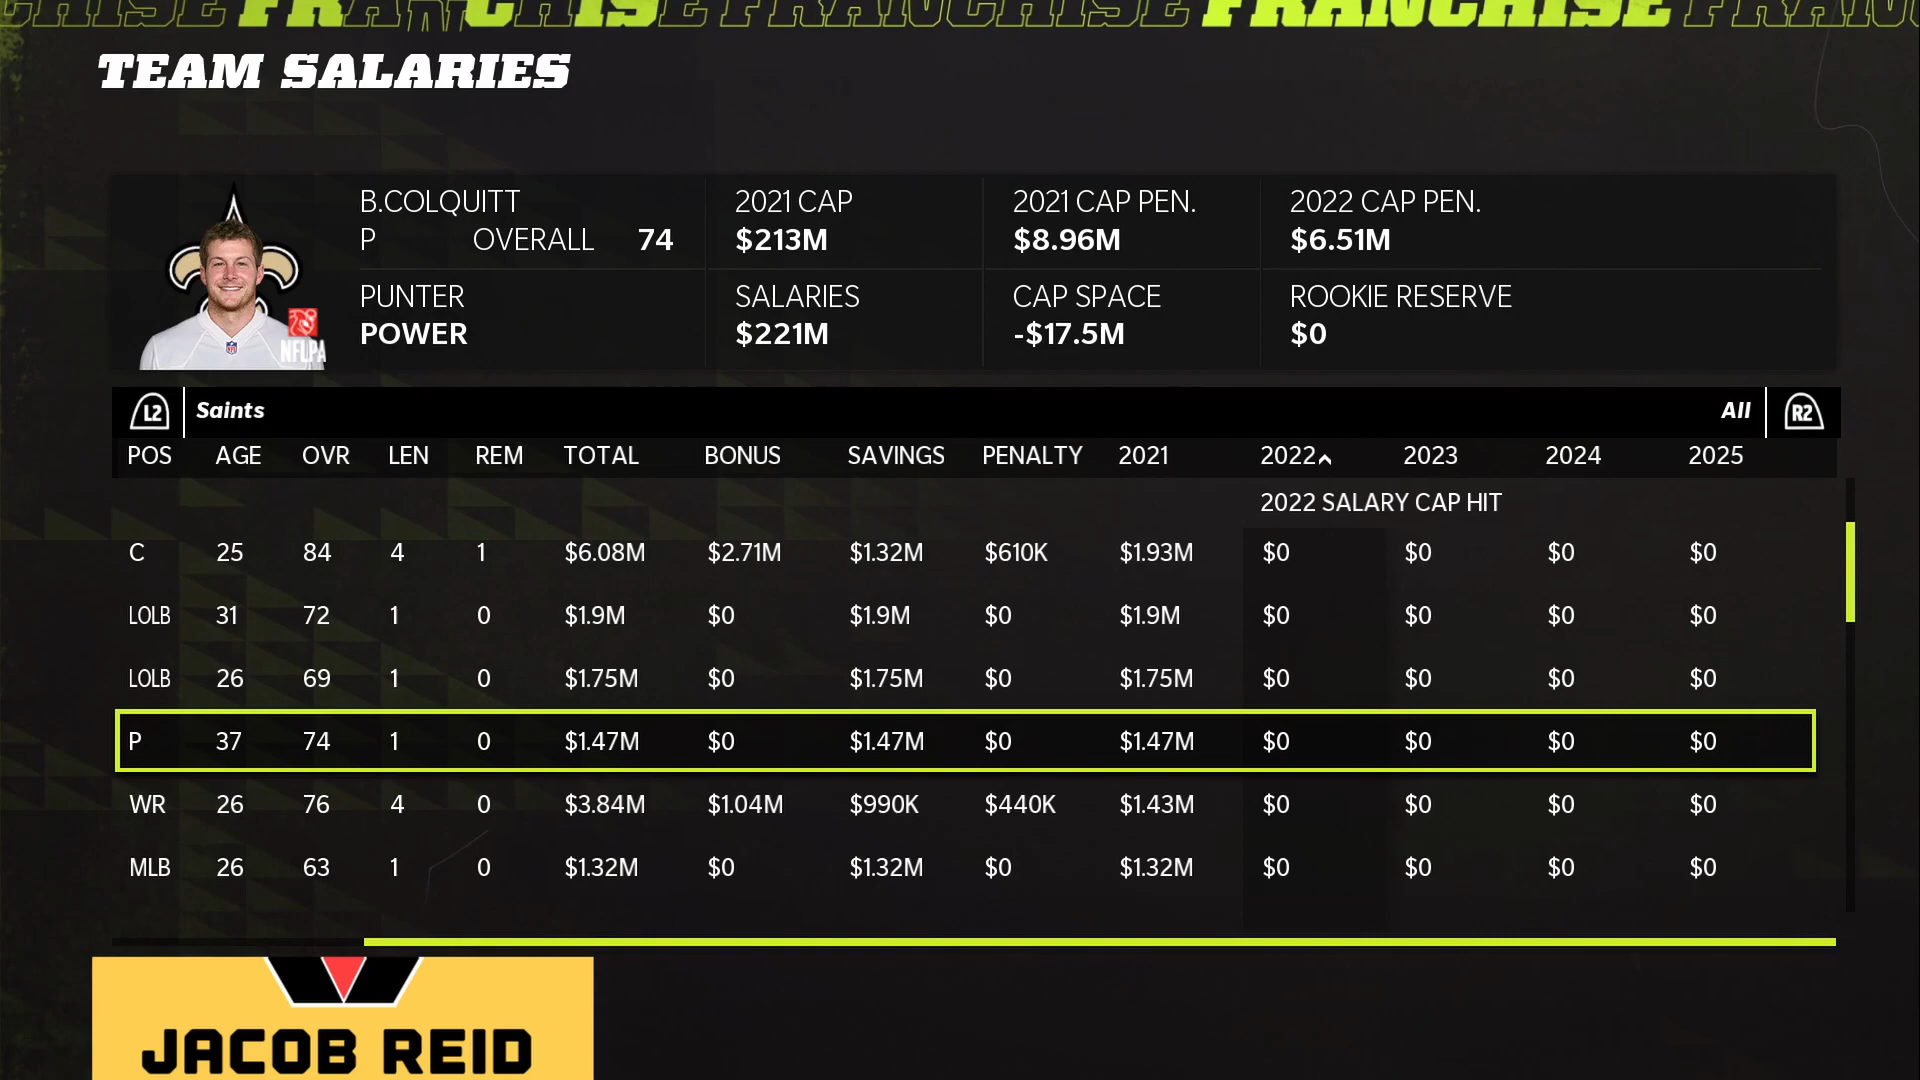 CHISE FRANCHISE FRANCHISE FRANCHISE FRANC
TEAM SALARIES
B.COLQUITT
P OVERALL 74
PUNTER
POWER
2021 CAP
$213M
SALARIES
$221M
2021 CAP PEN.
$8.96M
CAP SPACE
-$17.5M
2022 CAP PEN.
$6.51M
ROOKIE RESERVE
$0
NFLPA
L2 Saints All R2
POS AGE OVR LEN REM TOTAL BONUS SAVINGS PENALTY 2021 2022 2023 2024 2025
2022 SALARY CAP HIT
C 25 84 4 1 $6.08M $2.71M $1.32M $610K $1.93M $0 $0 $0 $0
LOLB 31 72 1 0 $1.9M $0 $1.9M $0 $1.9M $0 $0 $0 $0
LOLB 26 69 1 0 $1.75M $0 $1.75M $0 $1.75M $0 $0 $0 $0
P 37 74 1 0 $1.47M $0 $1.47M $0 $1.47M $0 $0 $0 $0
WR 26 76 4 0 $3.84M $1.04M $990K $440K $1.43M $0 $0 $0 $0
MLB 26 63 1 0 $1.32M $0 $1.32M $0 $1.32M $0 $0 $0 $0
JACOB REID